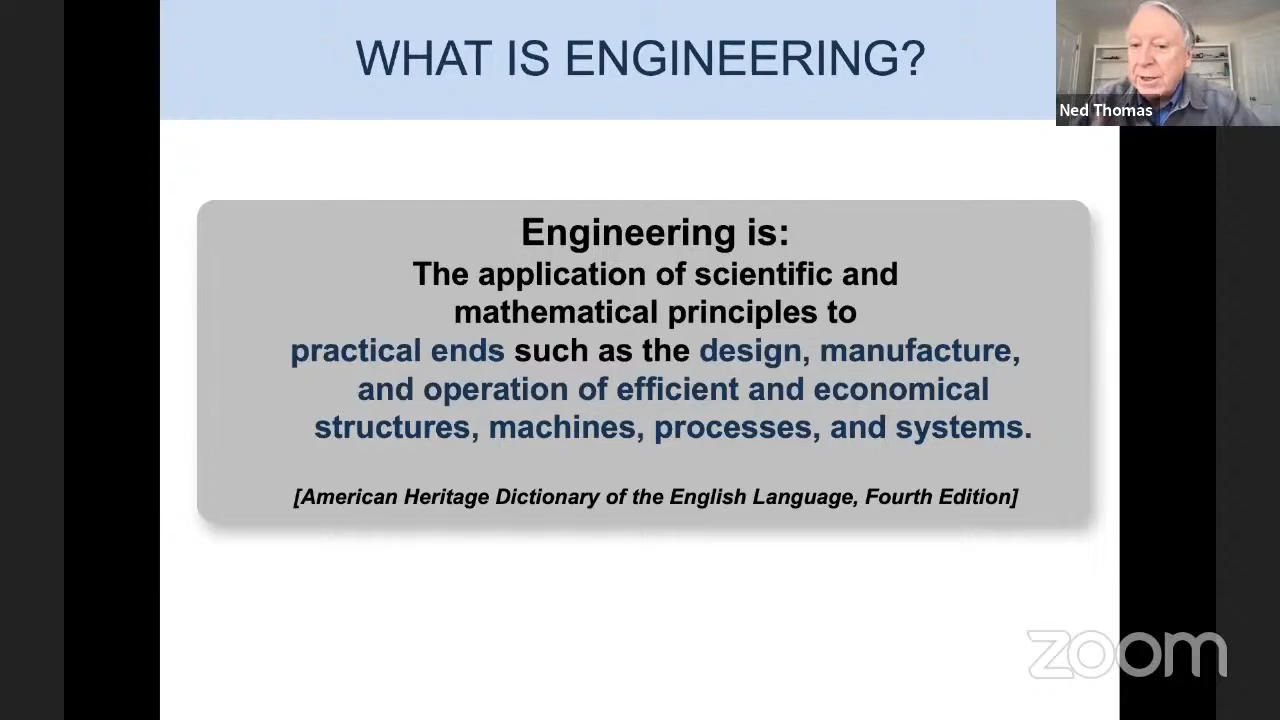 WHAT IS ENGINEERING?
Ned Thomas
Engineering is:
The application of scientific and
mathematical principles to
practical ends such as the design, manufacture,
and operation of efficient and economical
structures, machines, processes, and systems.
[American Heritage Dictionary of the English Language, Fourth Edition]
zoom